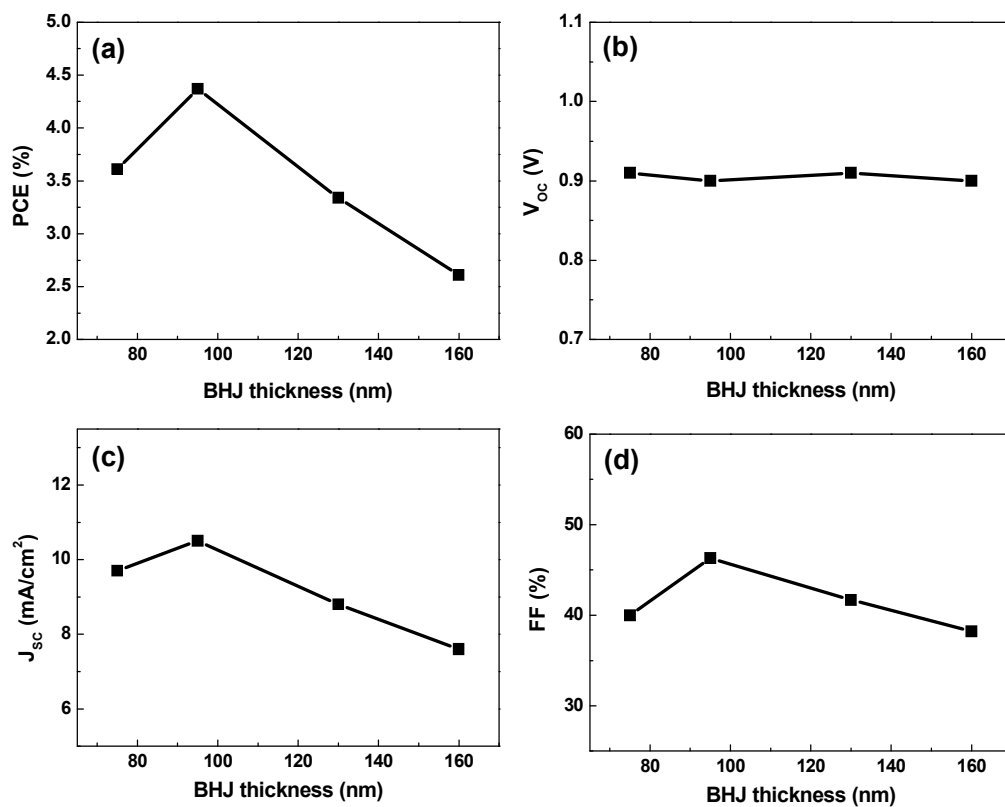 (a)
PCE (%)
5.0
4.5
4.0
3.5
3.0
2.5
2.0
80 100 120 140 160
BHJ thickness (nm)
(b)
V_OC (V)
1.1
1.0
0.9
0.8
0.7
80 100 120 140 160
BHJ thickness (nm)
(c)
J_SC (mA/cm²)
12
10
8
6
80 100 120 140 160
BHJ thickness (nm)
(d)
FF (%)
60
50
40
30
80 100 120 140 160
BHJ thickness (nm)